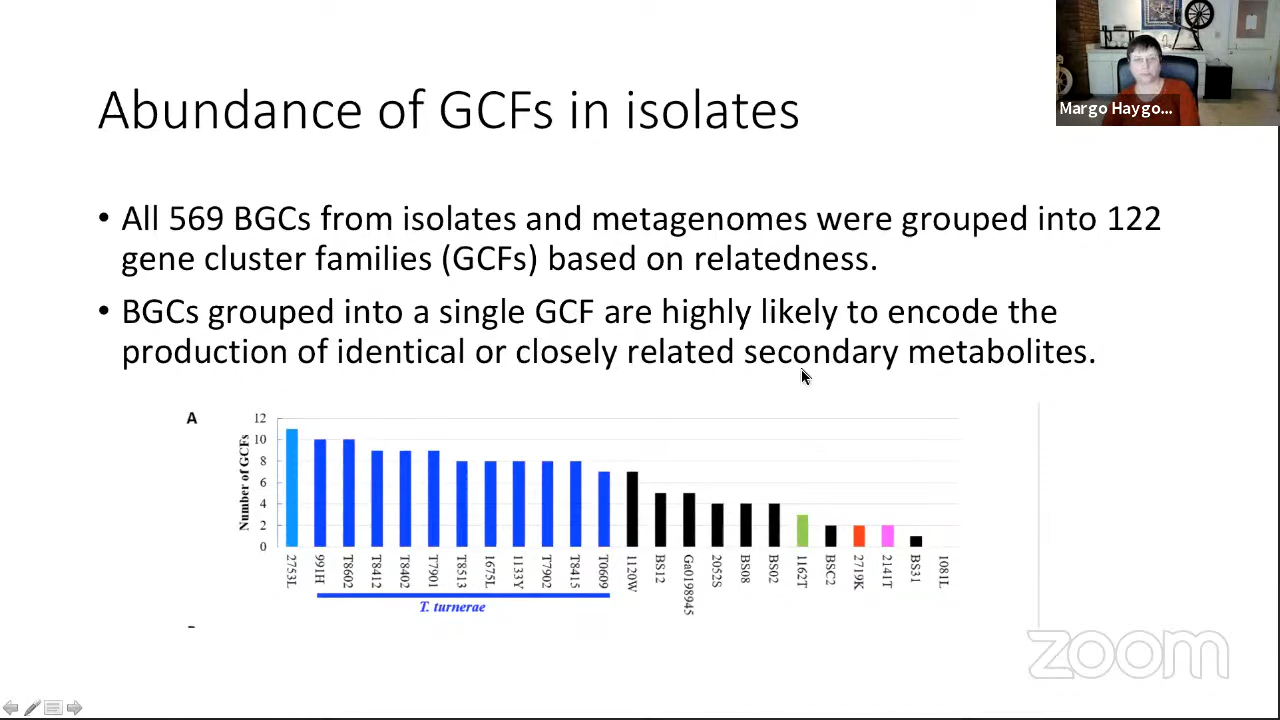 Margo Haygo...
Abundance of GCFs in isolates
• All 569 BGCs from isolates and metagenomes were grouped into 122
gene cluster families (GCFs) based on relatedness.
• BGCs grouped into a single GCF are highly likely to encode the
production of identical or closely related secondary metabolites.
A
Number of GCFs
12
10
8
6
4
2
0
2753L
991H
T8602
T8412
T8402
T7901
T8513
1675L
1133Y
T7902
T8415
T0609
1120W
BS12
Ga0198945
2052S
BS08
BS02
1162T
BSC2
2719K
2141T
BS31
1081L
T. turnerae
zoom